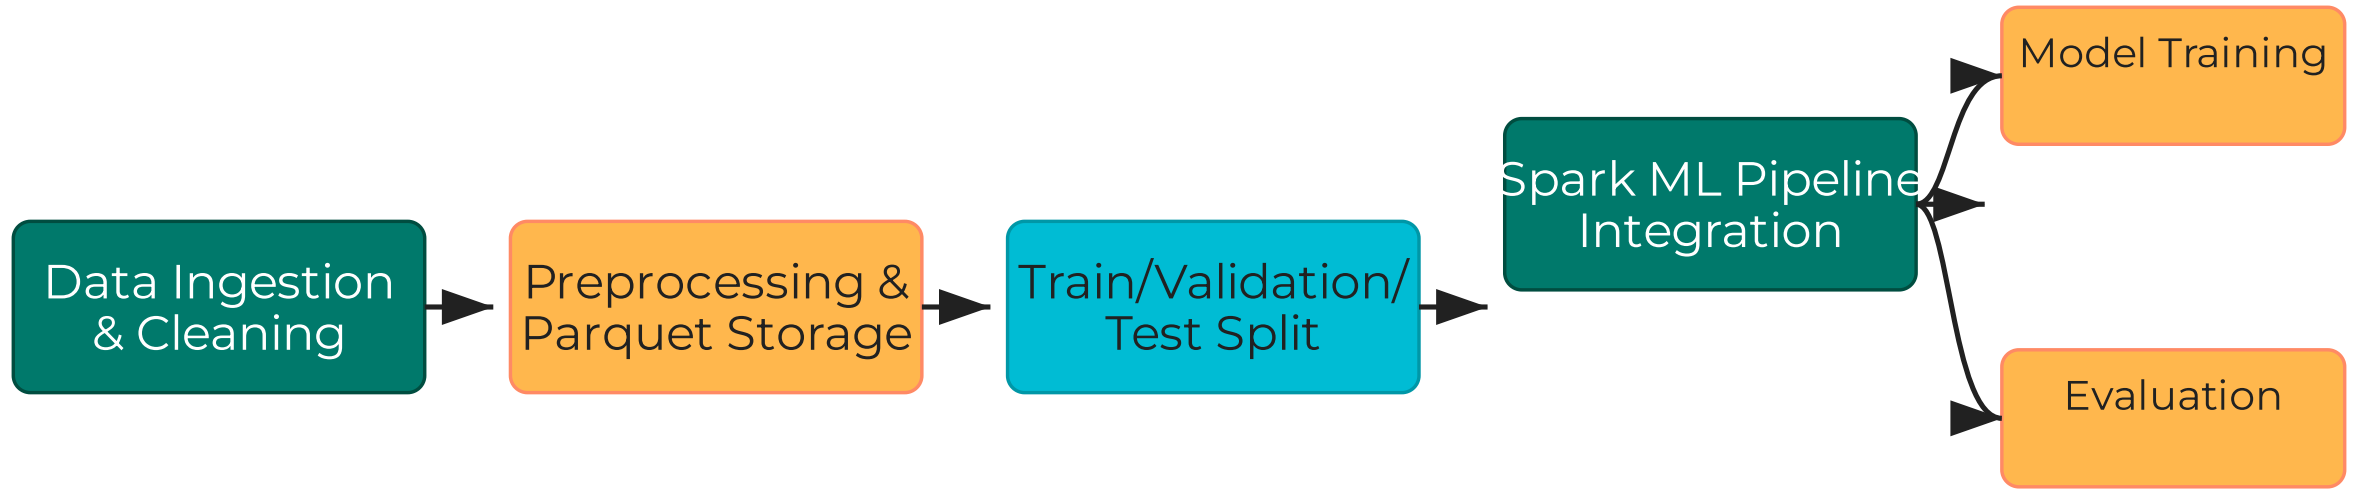 Data Ingestion
& Cleaning
Preprocessing &
Parquet Storage
Train/Validation/
Test Split
Spark ML Pipeline
Integration
Model Training
Evaluation